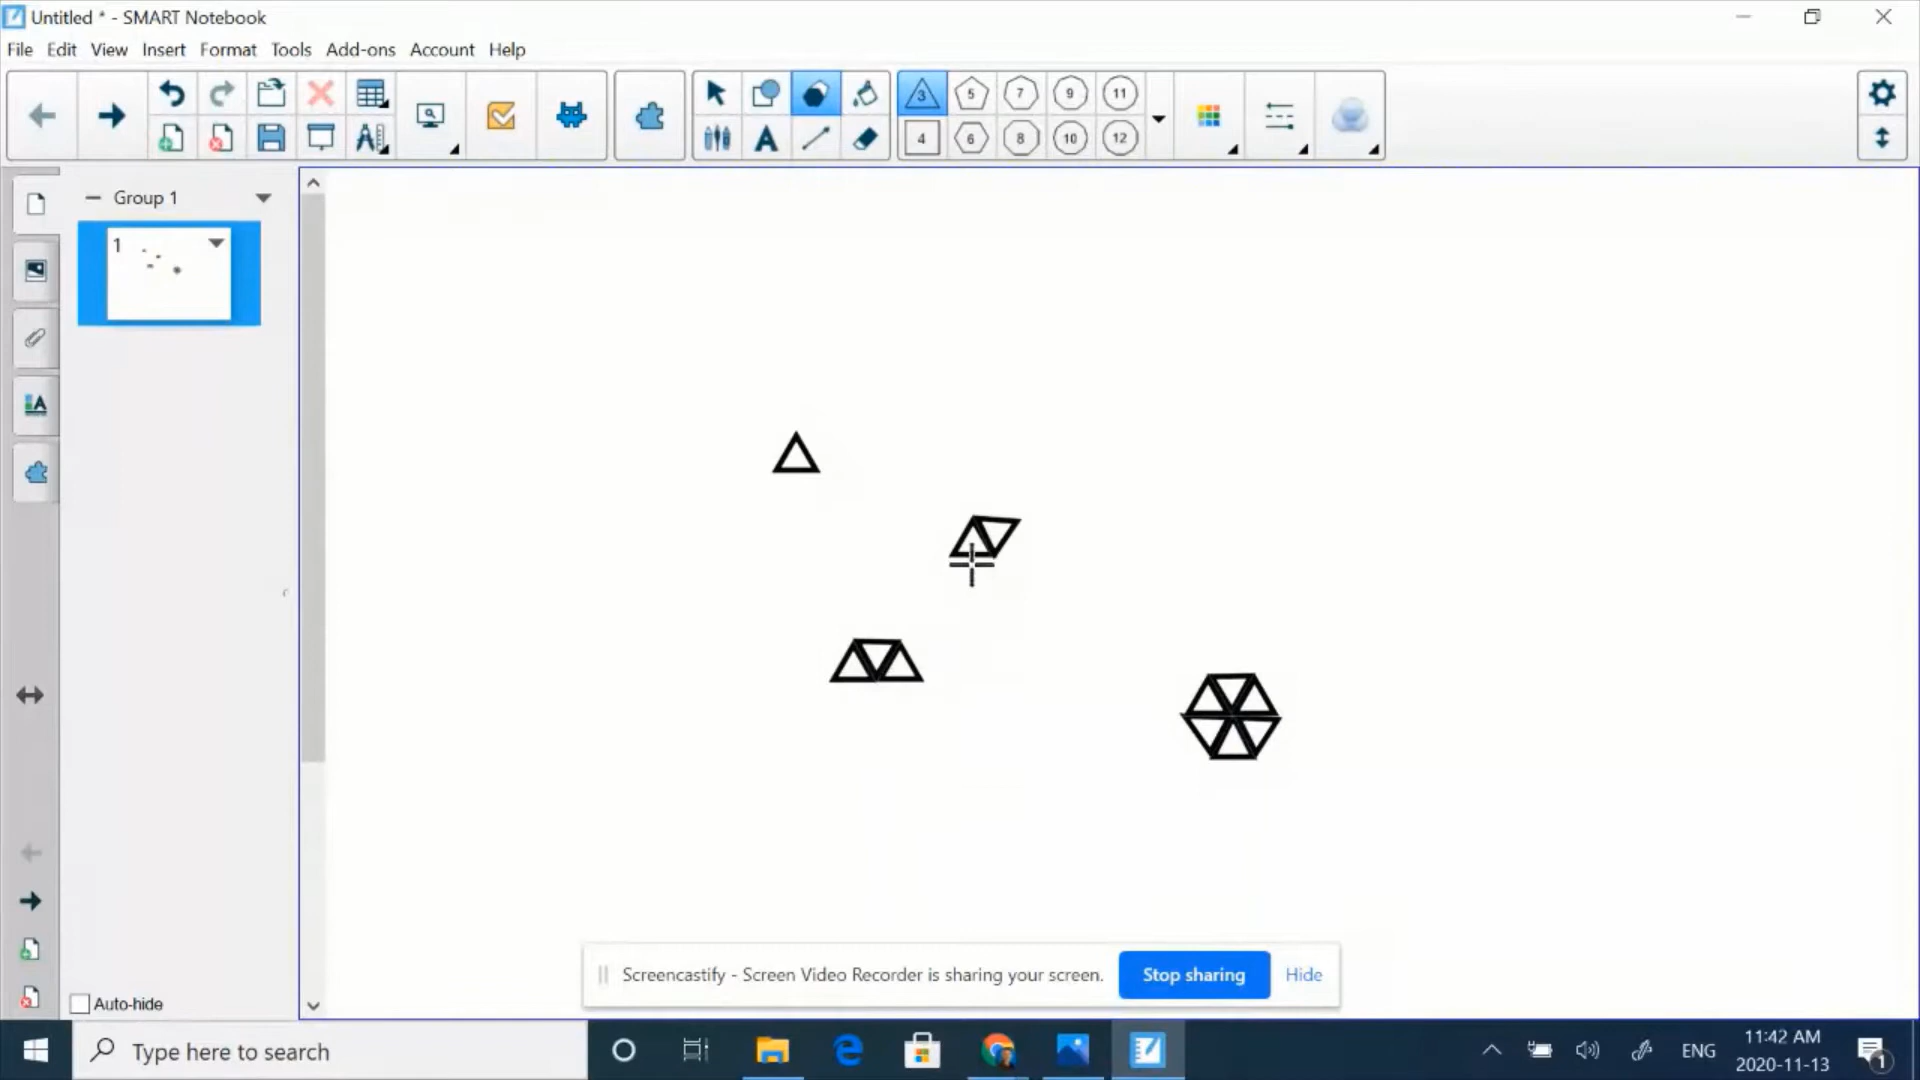 Untitled * - SMART Notebook
File Edit View Insert Format Tools Add-ons Account Help
3 5 7 9 11
4 6 8 10 12
Group 1
1
Screencastify - Screen Video Recorder is sharing your screen. Stop sharing Hide
Auto-hide
Type here to search
ENG
11:42 AM
2020-11-13
1